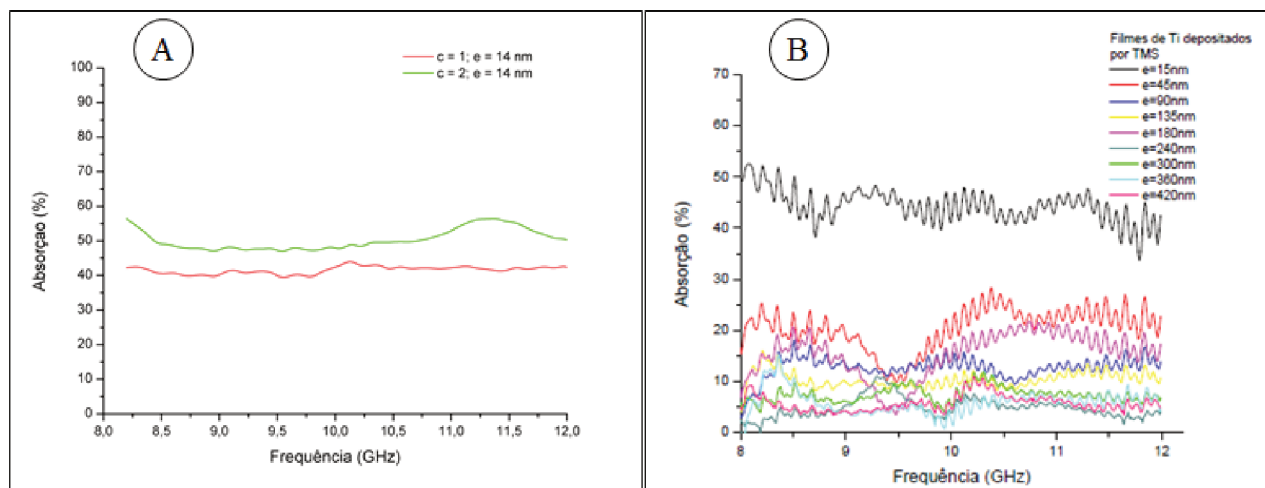 A
c = 1; e = 14 nm
c = 2; e = 14 nm
100
90
80
70
60
50
40
30
20
10
0
Absorçao (%)
8,0 8,5 9,0 9,5 10,0 10,5 11,0 11,5 12,0
Frequência (GHz)
B
Filmes de Ti depositados
por TMS
e=15nm
e=45nm
e=90nm
e=135nm
e=180nm
e=240nm
e=300nm
e=360nm
e=420nm
70
60
50
40
30
20
10
0
Absorção (%)
8 9 10 11 12
Frequência (GHz)